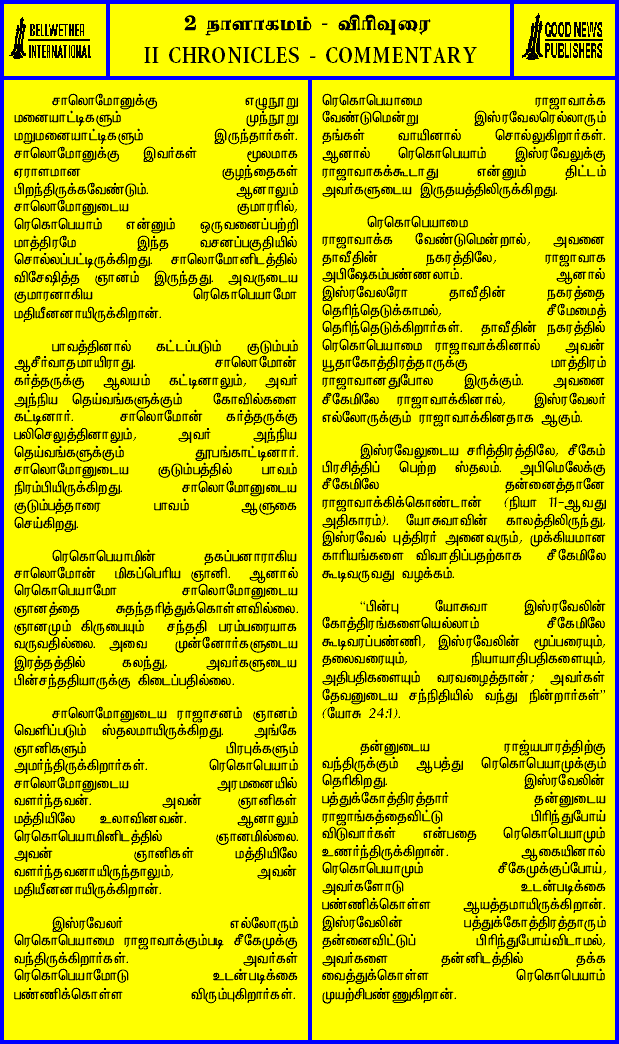 BELLWETHER
INTERNATIONAL
2 நாளாகமம் - விரிவுரை
II CHRONICLES - COMMENTARY
GOOD NEWS
PUBLISHERS
சாலொமோனுக்கு எழுநூறு
மனையாட்டிகளும் முந்நூறு
மறுமனையாட்டிகளும் இருந்தார்கள்.
சாலொமோனுக்கு இவர்கள் மூலமாக
ஏராளமான குழந்தைகள்
பிறந்திருக்கவேண்டும். ஆனாலும்
சாலொமோனுடைய குமாரரில்,
ரெகொபெயாம் என்னும் ஒருவனைப்பற்றி
மாத்திரமே இந்த வசனப்பகுதியில்
சொல்லப்பட்டிருக்கிறது. சாலொமோனிடத்தில்
விசேஷித்த ஞானம் இருந்தது. அவருடைய
குமாரனாகிய ரெகொபெயாமோ
மதியீனனாயிருக்கிறான்.
பாவத்தினால் கட்டப்படும் குடும்பம்
ஆசீர்வாதமாயிராது. சாலொமோன்
கர்த்தருக்கு ஆலயம் கட்டினாலும், அவர்
அந்நிய தெய்வங்களுக்கும் கோவில்களை
கட்டினார். சாலொமோன் கர்த்தருக்கு
பலிசெலுத்தினாலும், அவர் அந்நிய
தெய்வங்களுக்கும் தூபங்காட்டினார்.
சாலொமோனுடைய குடும்பத்தில் பாவம்
நிரம்பியிருக்கிறது. சாலொமோனுடைய
குடும்பத்தாரை பாவம் ஆளுகை
செய்கிறது.
ரெகொபெயாமின் தகப்பனாராகிய
சாலொமோன் மிகப்பெரிய ஞானி. ஆனால்
ரெகொபெயாமோ சாலொமோனுடைய
ஞானத்தை சுதந்தரித்துக்கொள்ளவில்லை.
ஞானமும் கிருபையும் சந்ததி பரம்பரையாக
வருவதில்லை. அவை முன்னோர்களுடைய
இரத்தத்தில் கலந்து, அவர்களுடைய
பின்சந்ததியாருக்கு கிடைப்பதில்லை.
சாலொமோனுடைய ராஜாசனம் ஞானம்
வெளிப்படும் ஸ்தலமாயிருக்கிறது. அங்கே
ஞானிகளும் பிரபுக்களும்
அமர்ந்திருக்கிறார்கள். ரெகொபெயாம்
சாலொமோனுடைய அரமனையில்
வளர்ந்தவன். அவன் ஞானிகள்
மத்தியிலே உலாவினவன். ஆனாலும்
ரெகொபெயாமினிடத்தில் ஞானமில்லை.
அவன் ஞானிகள் மத்தியிலே
வளர்ந்தவனாயிருந்தாலும், அவன்
மதியீனனாயிருக்கிறான்.
இஸ்ரவேலர் எல்லோரும்
ரெகொபெயாமை ராஜாவாக்கும்படி சீகேமுக்கு
வந்திருக்கிறார்கள். அவர்கள்
ரெகொபெயாமோடு உடன்படிக்கை
பண்ணிக்கொள்ள விரும்புகிறார்கள்.
ரெகொபெயாமை ராஜாவாக்க
வேண்டுமென்று இஸ்ரவேலரெல்லாரும்
தங்கள் வாயினால் சொல்லுகிறார்கள்.
ஆனால் ரெகொபெயாம் இஸ்ரவேலுக்கு
ராஜாவாகக்கூடாது என்னும் திட்டம்
அவர்களுடைய இருதயத்திலிருக்கிறது.
ரெகொபெயாமை
ராஜாவாக்க வேண்டுமென்றால், அவனை
தாவீதின் நகரத்திலே, ராஜாவாக
அபிஷேகம்பண்ணலாம். ஆனால்
இஸ்ரவேலரோ தாவீதின் நகரத்தை
தெரிந்தெடுக்காமல், சீமேமைத்
தெரிந்தெடுக்கிறார்கள். தாவீதின் நகரத்தில்
ரெகொபெயாமை ராஜாவாக்கினால் அவன்
யூதாகோத்திரத்தாருக்கு மாத்திரம்
ராஜாவானதுபோல இருக்கும். அவனை
சீகேமிலே ராஜாவாக்கினால், இஸ்ரவேலர்
எல்லோருக்கும் ராஜாவாக்கினதாக ஆகும்.
இஸ்ரவேலுடைய சரித்திரத்திலே, சீகேம்
பிரசித்திப் பெற்ற ஸ்தலம். அபிமெலேக்கு
சீகேமிலே தன்னைத்தானே
ராஜாவாக்கிக்கொண்டான் (நியா 11-ஆவது
அதிகாரம்). யோசுவாவின் காலத்திலிருந்து,
இஸ்ரவேல் புத்திரர் அனைவரும், முக்கியமான
காரியங்களை விவாதிப்பதற்காக சீகேமிலே
கூடிவருவது வழக்கம்.
"பின்பு யோசுவா இஸ்ரவேலின்
கோத்திரங்களையெல்லாம் சீகேமிலே
கூடிவரப்பண்ணி, இஸ்ரவேலின் மூப்பரையும்,
தலைவரையும், நியாயாதிபதிகளையும்,
அதிபதிகளையும் வரவழைத்தான்; அவர்கள்
தேவனுடைய சந்நிதியில் வந்து நின்றார்கள்"
(யோசு 24:1).
தன்னுடைய ராஜ்யபாரத்திற்கு
வந்திருக்கும் ஆபத்து ரெகொபெயாமுக்கும்
தெரிகிறது. இஸ்ரவேலின்
பத்துக்கோத்திரத்தார் தன்னுடைய
ராஜாங்கத்தைவிட்டு பிரிந்துபோய்
விடுவார்கள் என்பதை ரெகொபெயாமும்
உணர்ந்திருக்கிறான். ஆகையினால்
ரெகொபெயாமும் சீகேமுக்குப்போய்,
அவர்களோடு உடன்படிக்கை
பண்ணிக்கொள்ள ஆயத்தமாயிருக்கிறான்.
இஸ்ரவேலின் பத்துக்கோத்திரத்தாரும்
தன்னைவிட்டுப் பிரிந்துபோய்விடாமல்,
அவர்களை தன்னிடத்தில் தக்க
வைத்துக்கொள்ள ரெகொபெயாம்
முயற்சிபண்ணுகிறான்.